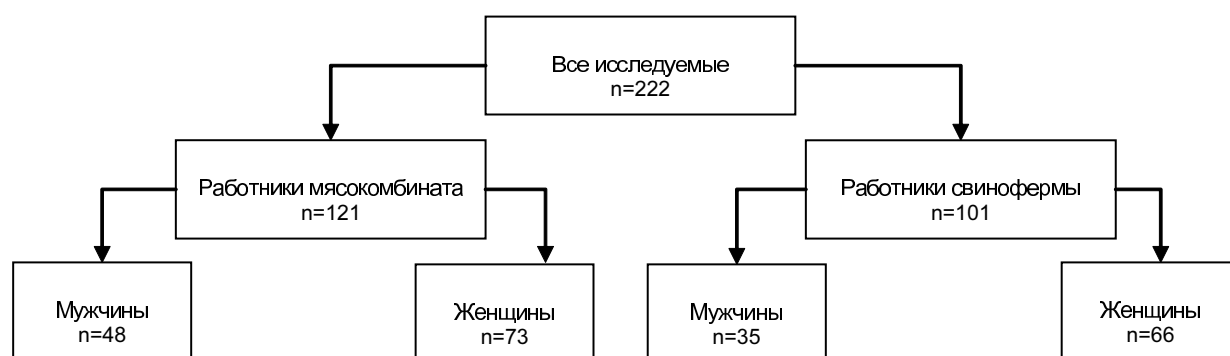 Все исследуемые
n=222
Работники мясокомбината
n=121
Работники свинофермы
n=101
Мужчины
n=48
Женщины
n=73
Мужчины
n=35
Женщины
n=66